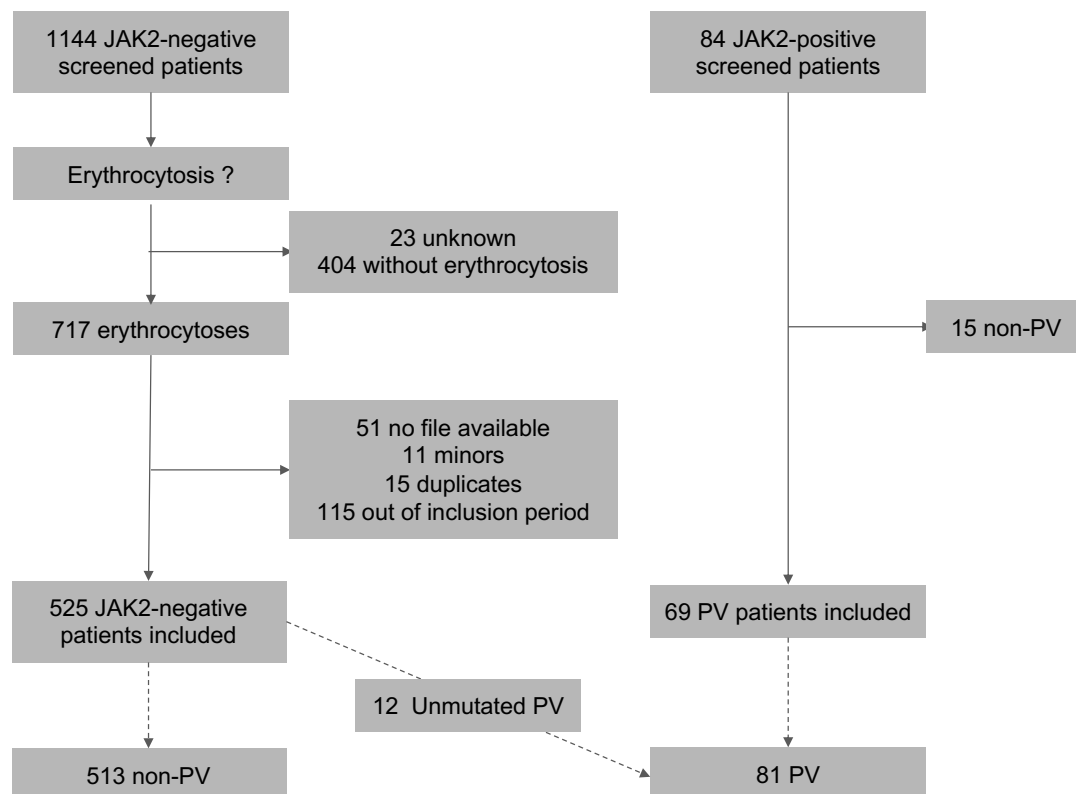 1144 JAK2-negative
screened patients
84 JAK2-positive
screened patients
Erythrocytosis ?
23 unknown
404 without erythrocytosis
717 erythrocytoses
15 non-PV
51 no file available
11 minors
15 duplicates
115 out of inclusion period
525 JAK2-negative
patients included
69 PV patients included
12 Unmutated PV
513 non-PV
81 PV